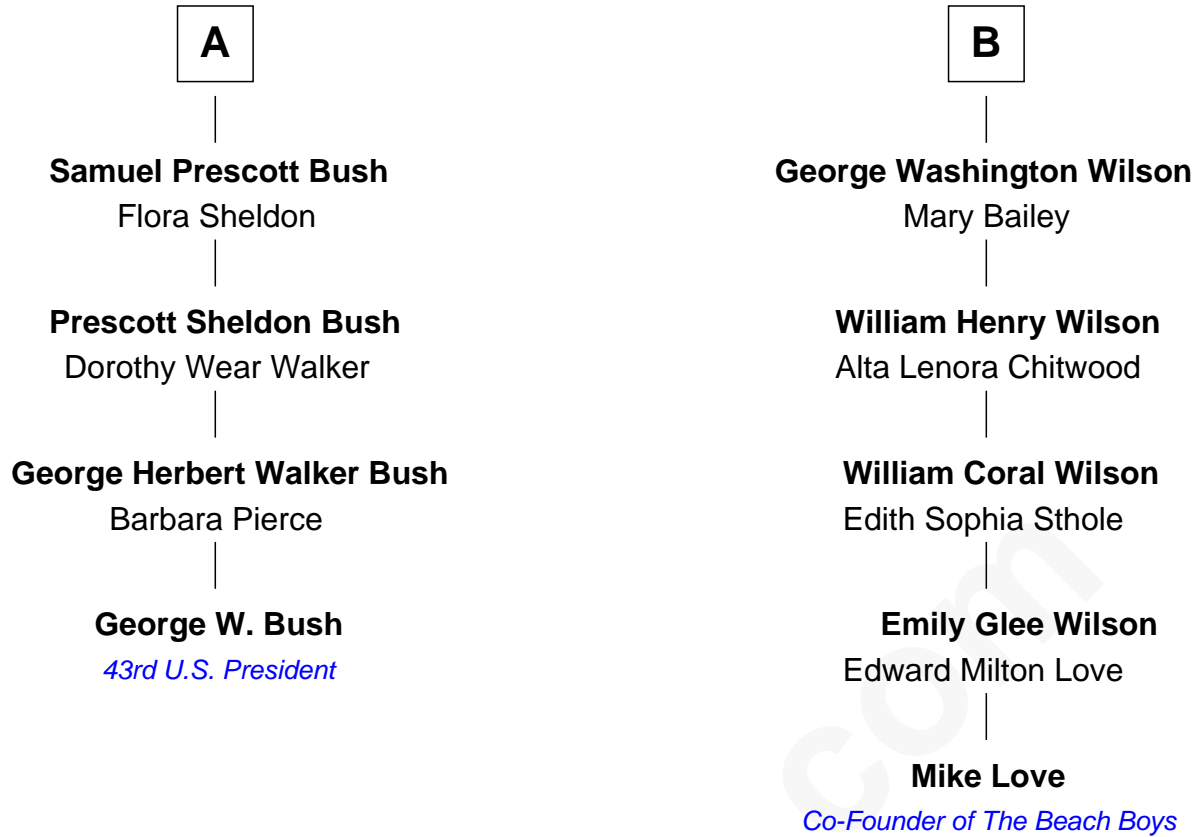 A
Samuel Prescott Bush
Flora Sheldon
Prescott Sheldon Bush
Dorothy Wear Walker
George Herbert Walker Bush
Barbara Pierce
George W. Bush
43rd U.S. President
B
George Washington Wilson
Mary Bailey
William Henry Wilson
Alta Lenora Chitwood
William Coral Wilson
Edith Sophia Sthole
Emily Glee Wilson
Edward Milton Love
Mike Love
Co-Founder of The Beach Boys
com